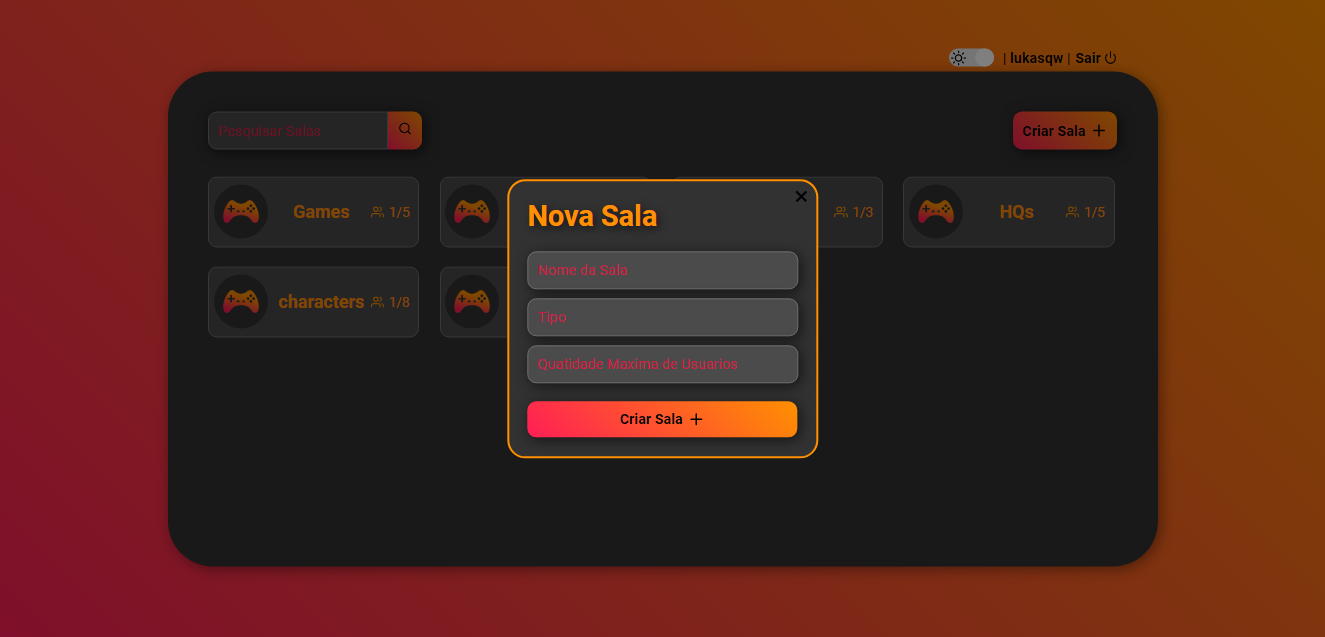 | lukasqw | Sair
Pesquisar Salas
Criar Sala
Games 1/5
1/3
HQs 1/5
Nova Sala
Nome da Sala
Tipo
Quatidade Maxima de Usuarios
Criar Sala
characters 1/8